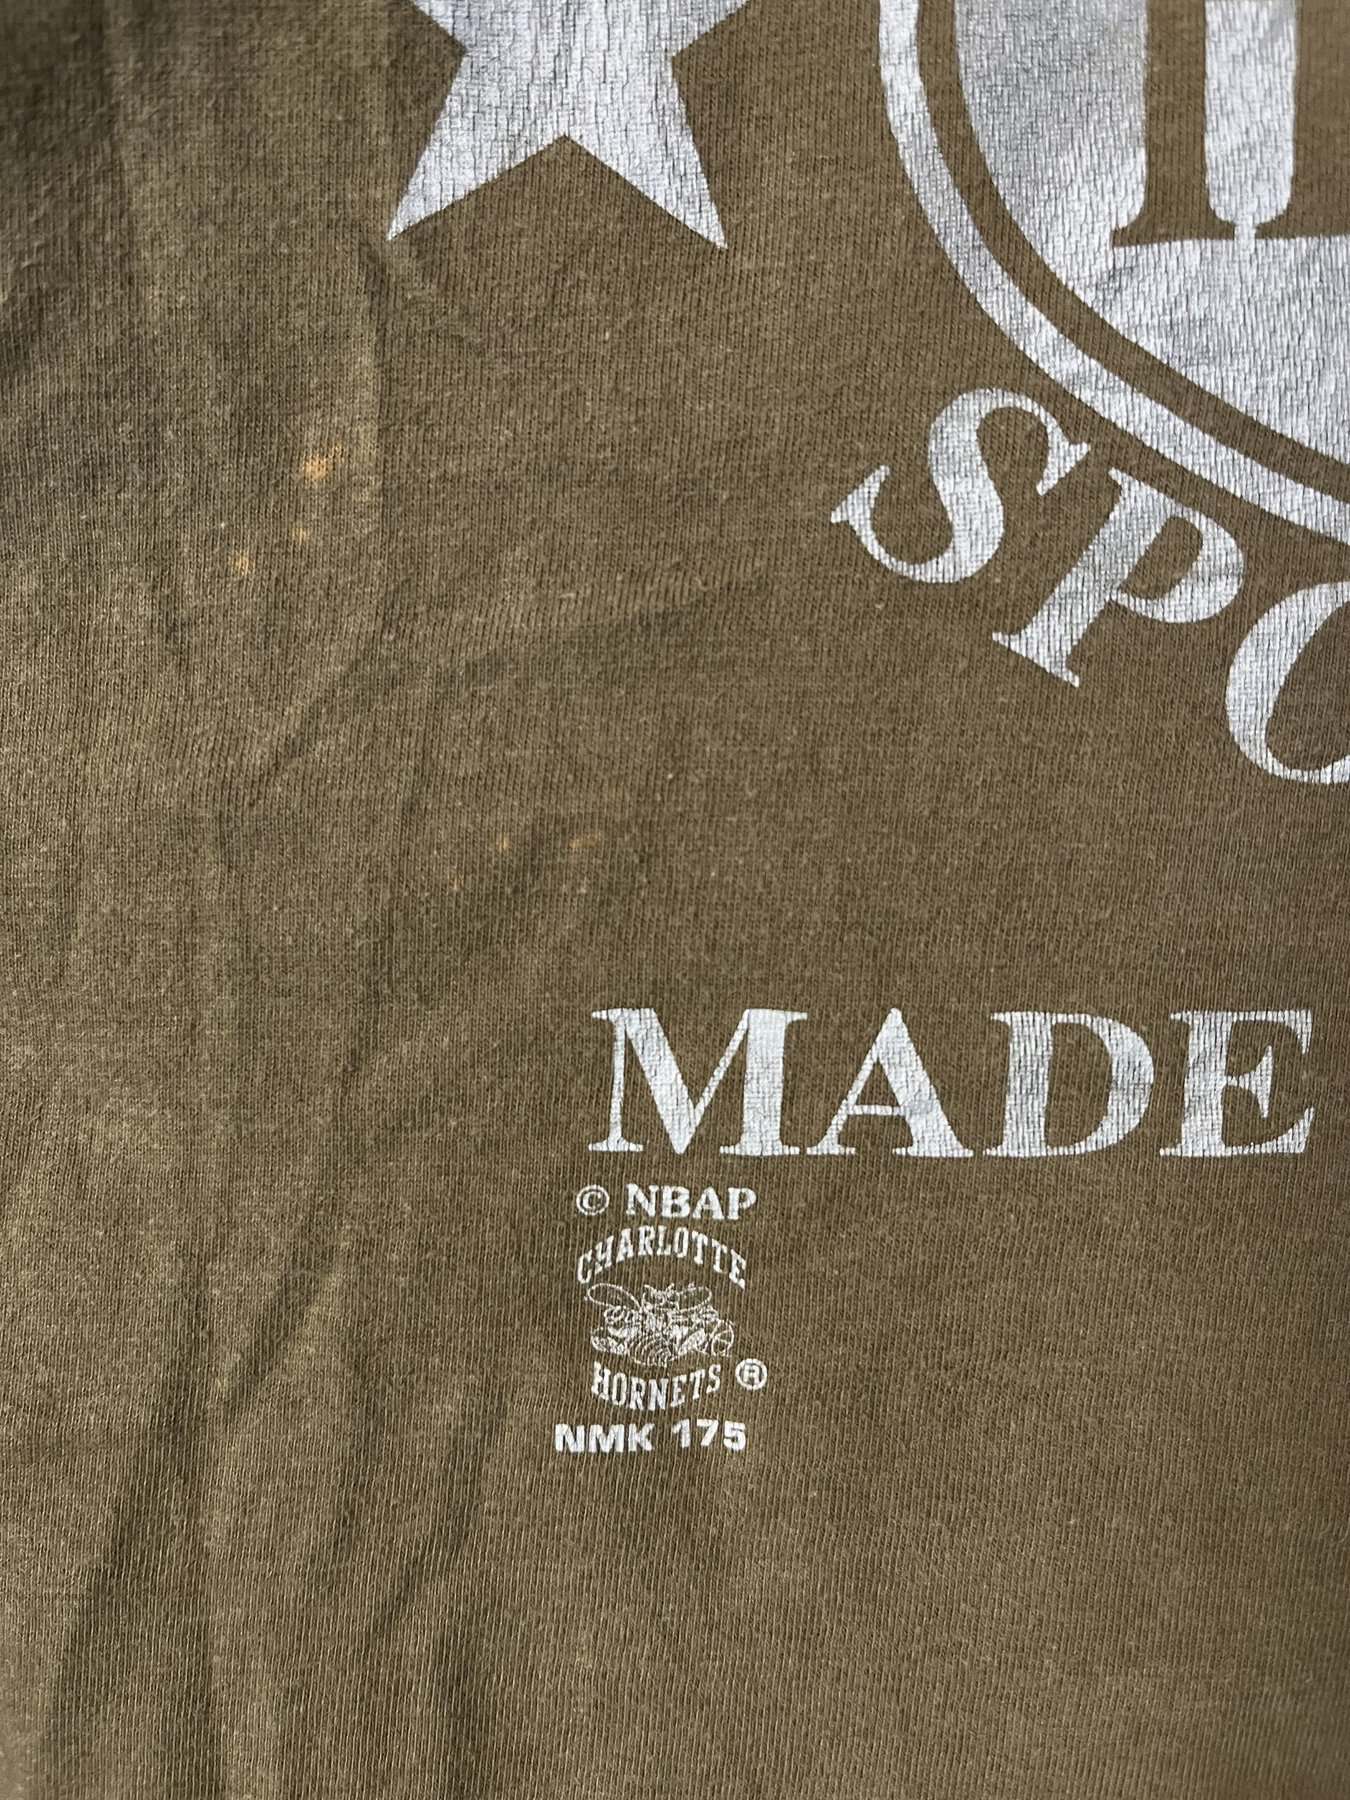 SPO
MADE
© NBAP
CHARLOTTE
HORNETS ®
NMK 175